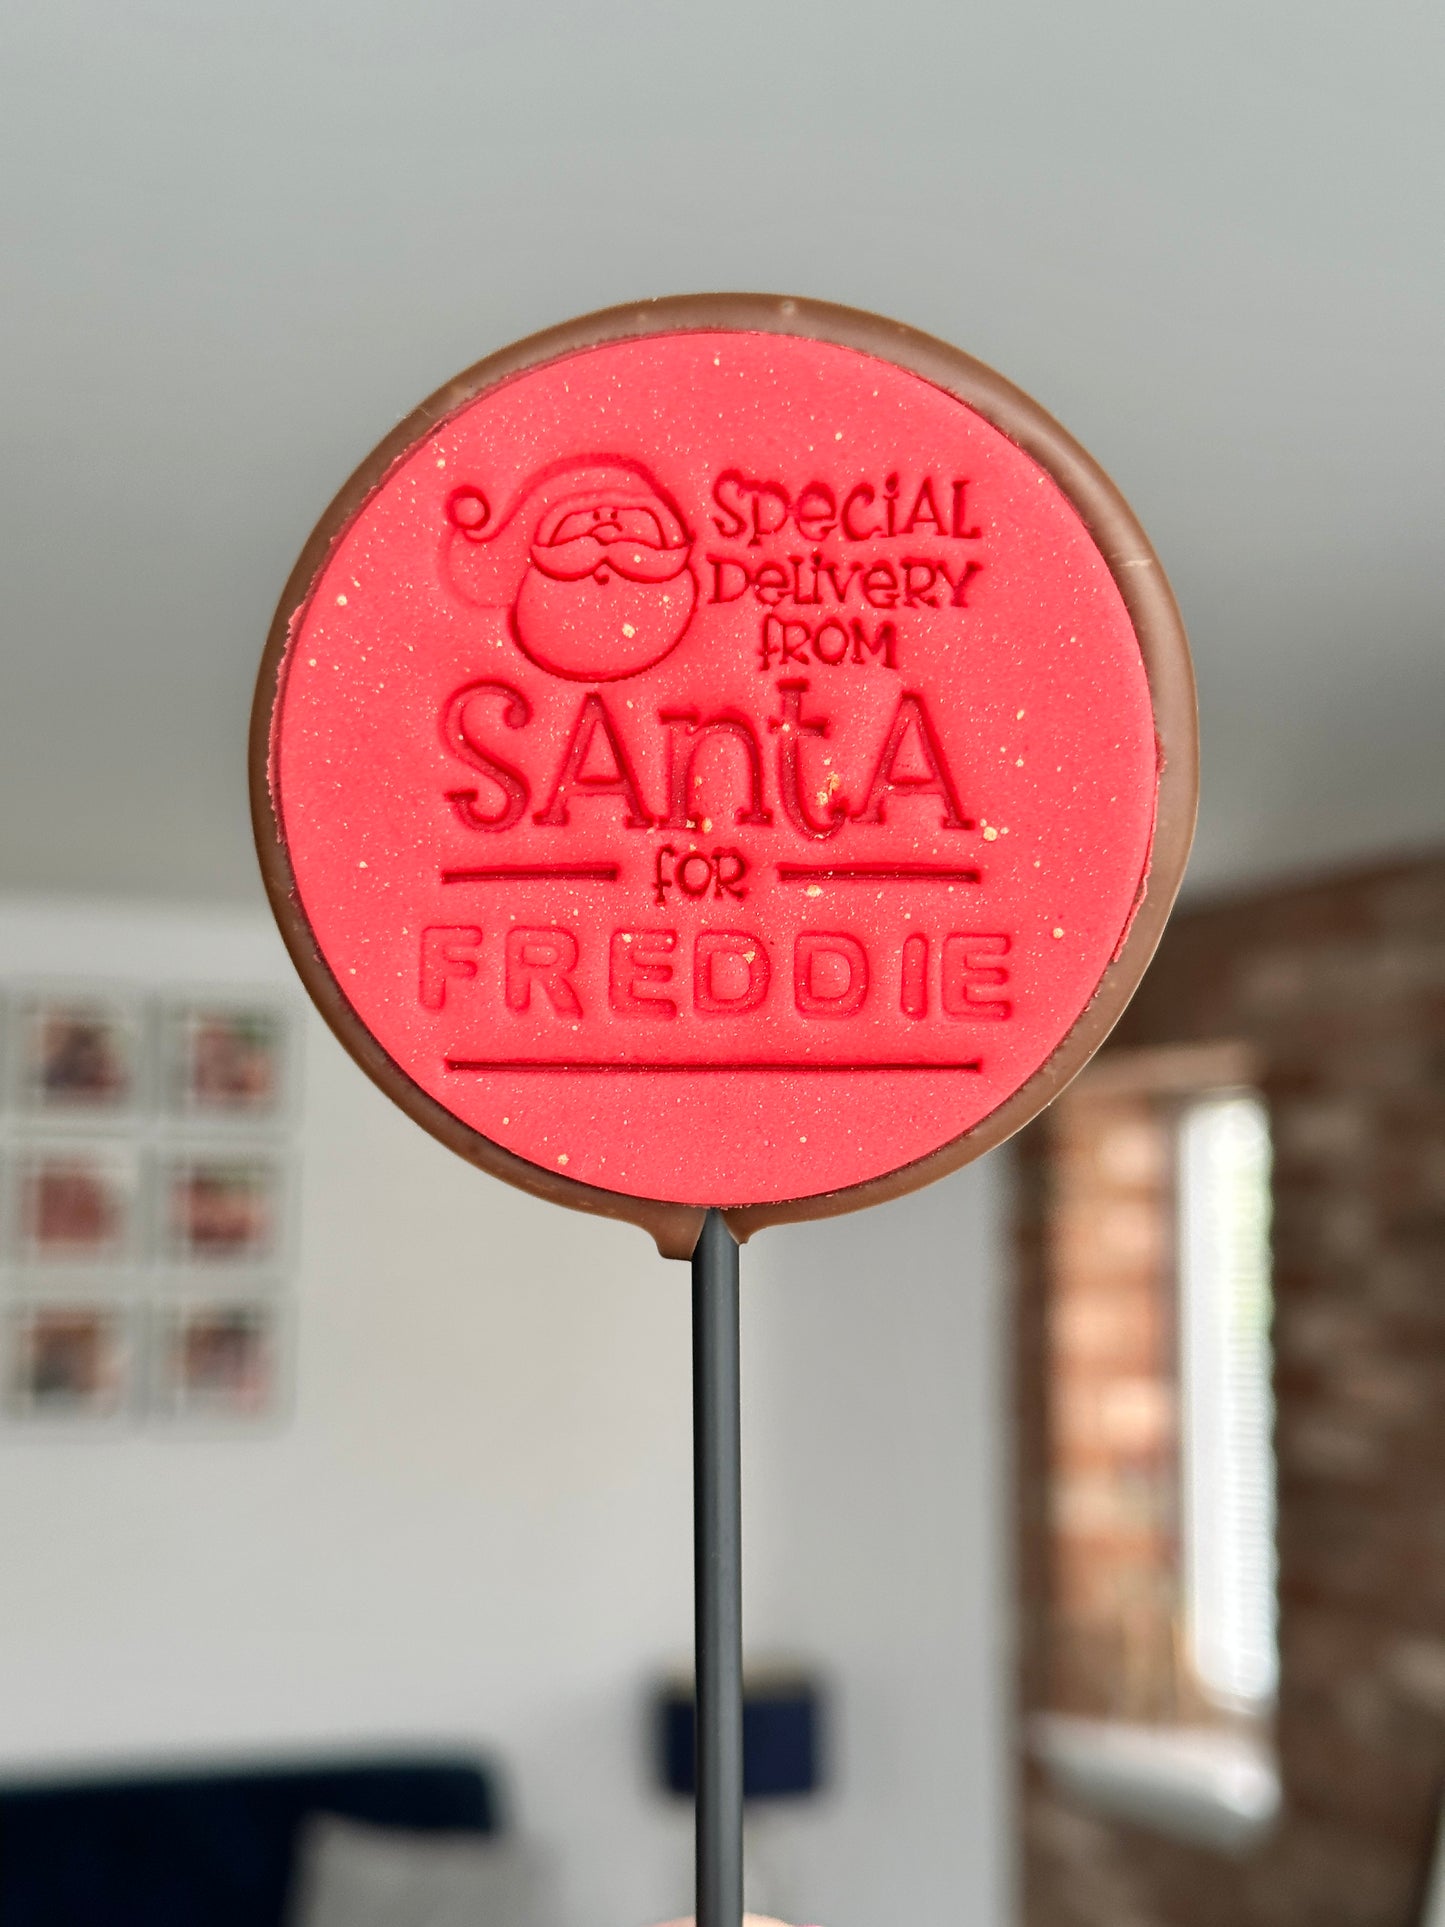 SPeciAL
DeLiveRY
fROM
SAntA
foR
FREDDIE